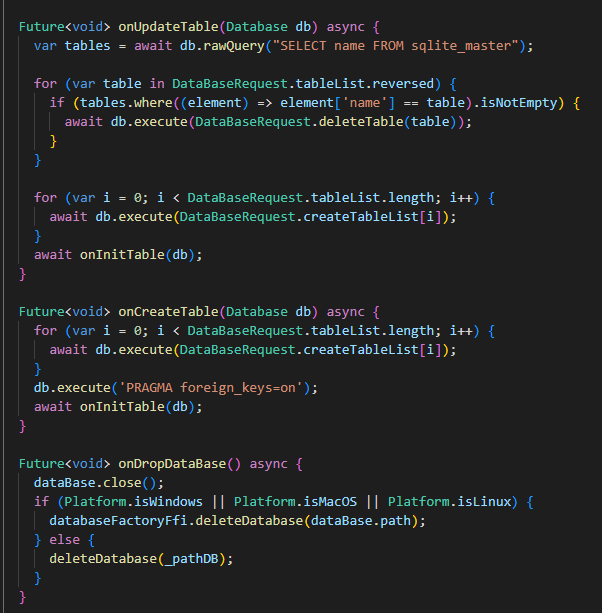 Future<void> onUpdateTable(Database db) async {
  var tables = await db.rawQuery("SELECT name FROM sqlite_master");

  for (var table in DataBaseRequest.tableList.reversed) {
    if (tables.where((element) => element['name'] == table).isNotEmpty) {
      await db.execute(DataBaseRequest.deleteTable(table));
    }
  }

  for (var i = 0; i < DataBaseRequest.tableList.length; i++) {
    await db.execute(DataBaseRequest.createTableList[i]);
  }
  await onInitTable(db);
}

Future<void> onCreateTable(Database db) async {
  for (var i = 0; i < DataBaseRequest.tableList.length; i++) {
    await db.execute(DataBaseRequest.createTableList[i]);
  }
  db.execute('PRAGMA foreign_keys=on');
  await onInitTable(db);
}

Future<void> onDropDataBase() async {
  dataBase.close();
  if (Platform.isWindows || Platform.isMacOS || Platform.isLinux) {
    databaseFactoryFfi.deleteDatabase(dataBase.path);
  } else {
    deleteDatabase(_pathDB);
  }
}